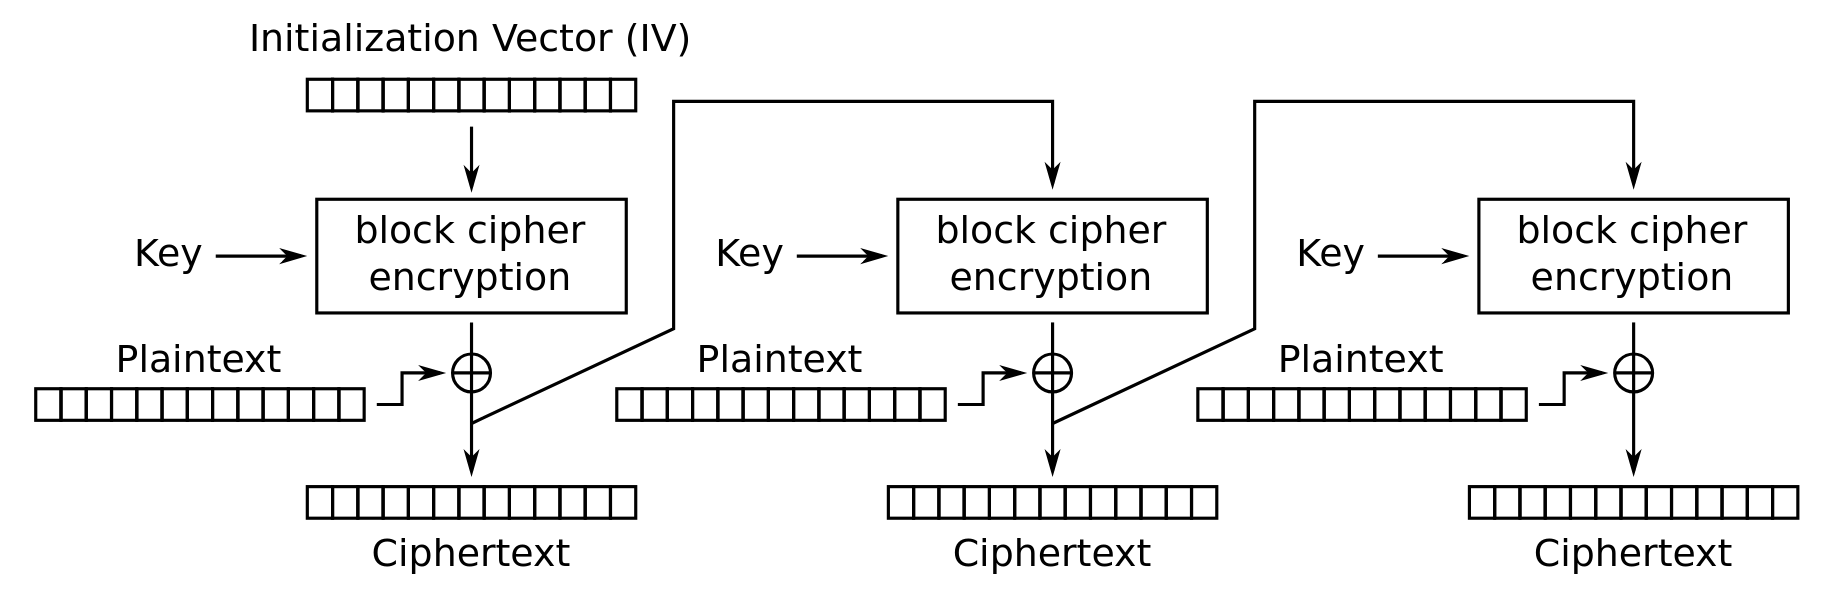 Initialization Vector (IV)
block cipher
encryption
Key
Plaintext
Ciphertext
block cipher
encryption
Key
Plaintext
Ciphertext
block cipher
encryption
Key
Plaintext
Ciphertext